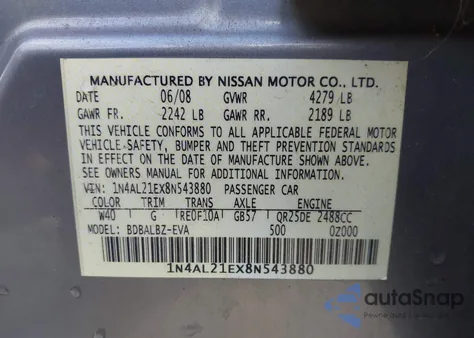 MANUFACTURED BY NISSAN MOTOR CO., LTD.
DATE 06/08 GVWR 4279 LB
GAWR FR. 2242 LB GAWR RR. 2189 LB
THIS VEHICLE CONFORMS TO ALL APPLICABLE FEDERAL MOTOR
VEHICLE SAFETY, BUMPER AND THEFT PREVENTION STANDARDS
IN EFFECT ON THE DATE OF MANUFACTURE SHOWN ABOVE.
SEE OWNERS MANUAL FOR ADDITIONAL INFORMATION.
VIN: 1N4AL21EX8N543880 PASSENGER CAR
COLOR TRIM TRANS AXLE ENGINE
W40 G RE0F10A GB57 QR25DE 2488CC
MODEL: BDBALBZ-EVA 500 0Z000
1N4AL21EX8N543880
autoSnap